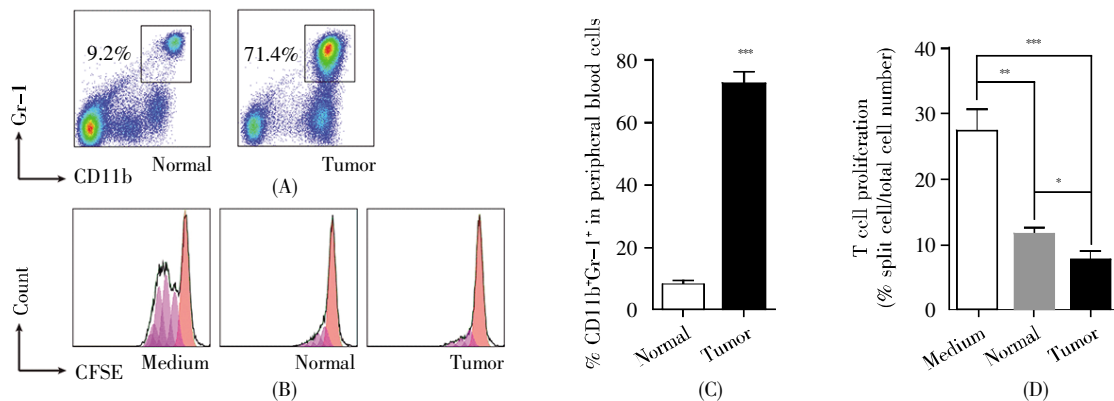 9.2%
71.4%
Gr-1
CD11b
Normal
Tumor
(A)
Count
CFSE
Medium
Normal
Tumor
(B)
% CD11b⁺Gr-1⁺ in peripheral blood cells
80
60
40
20
0
***
Normal
Tumor
(C)
T cell proliferation
(% split cell/total cell number)
40
30
20
10
0
***
**
*
Medium
Normal
Tumor
(D)